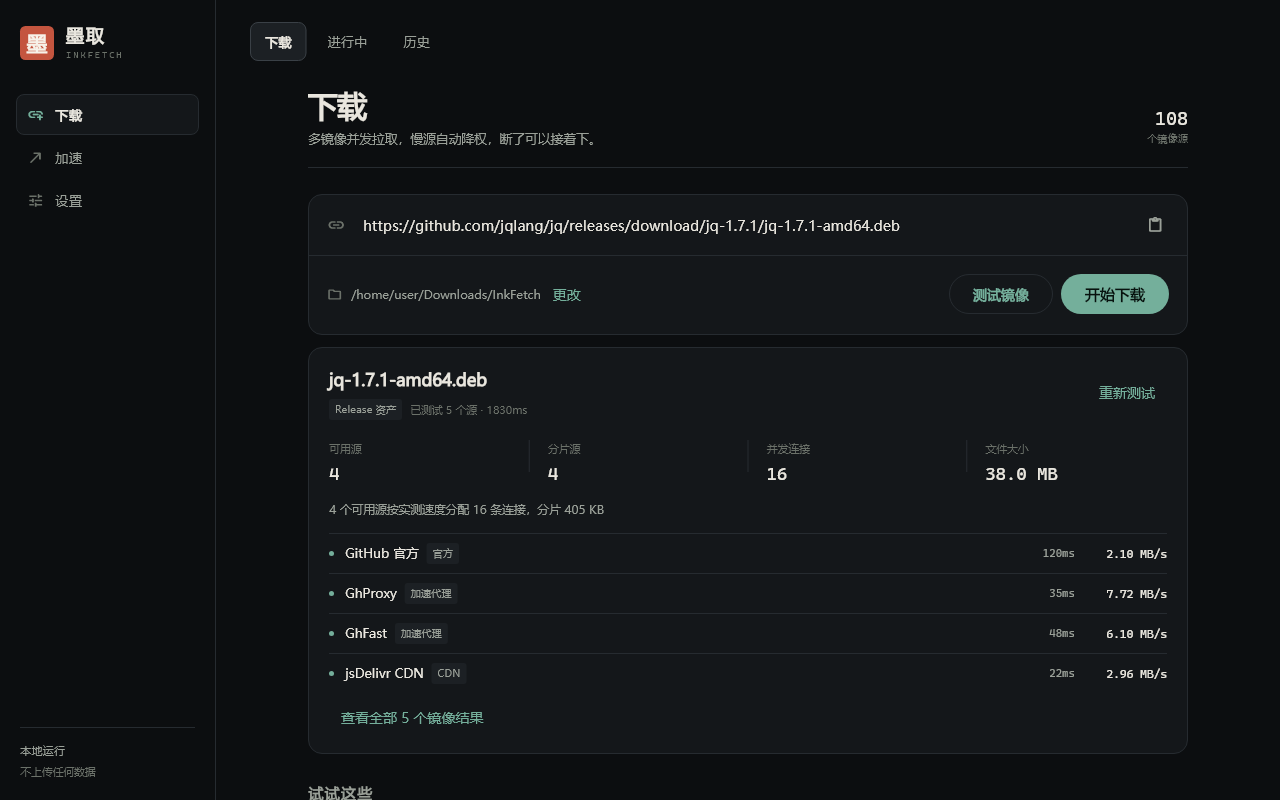 墨 墨取
INKFETCH
下载
加速
设置
本地运行
不上传任何数据
下载 进行中 历史
下载
多镜像并发拉取，慢源自动降权，断了可以接着下。
108
个镜像源
https://github.com/jqlang/jq/releases/download/jq-1.7.1/jq-1.7.1-amd64.deb
/home/user/Downloads/InkFetch 更改 测试镜像 开始下载
jq-1.7.1-amd64.deb
Release 资产 已测试 5 个源 · 1830ms
重新测试
可用源 分片源 并发连接 文件大小
4 4 16 38.0 MB
4 个可用源按实测速度分配 16 条连接，分片 405 KB
GitHub 官方 官方 120ms 2.10 MB/s
GhProxy 加速代理 35ms 7.72 MB/s
GhFast 加速代理 48ms 6.10 MB/s
jsDelivr CDN CDN 22ms 2.96 MB/s
查看全部 5 个镜像结果
试试这些